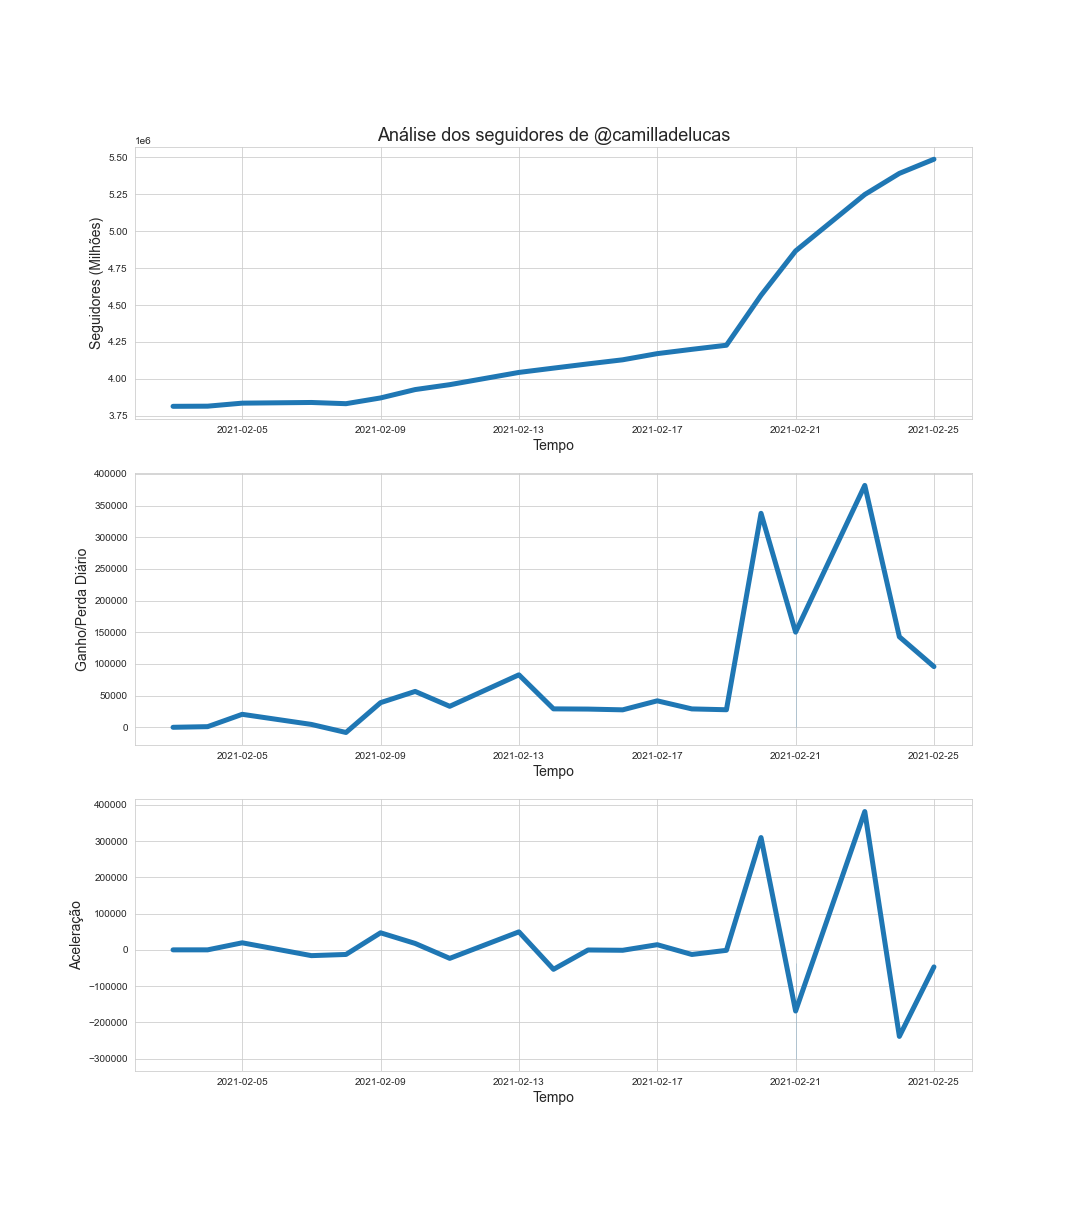 Análise dos seguidores de @camilladelucas
1e6
5.50
5.25
5.00
4.75
4.50
4.25
4.00
3.75
Seguidores (Milhões)
2021-02-05 2021-02-09 2021-02-13 2021-02-17 2021-02-21 2021-02-25
Tempo
400000
350000
300000
250000
200000
150000
100000
50000
0
Ganho/Perda Diário
2021-02-05 2021-02-09 2021-02-13 2021-02-17 2021-02-21 2021-02-25
Tempo
400000
300000
200000
100000
0
−100000
−200000
−300000
Aceleração
2021-02-05 2021-02-09 2021-02-13 2021-02-17 2021-02-21 2021-02-25
Tempo